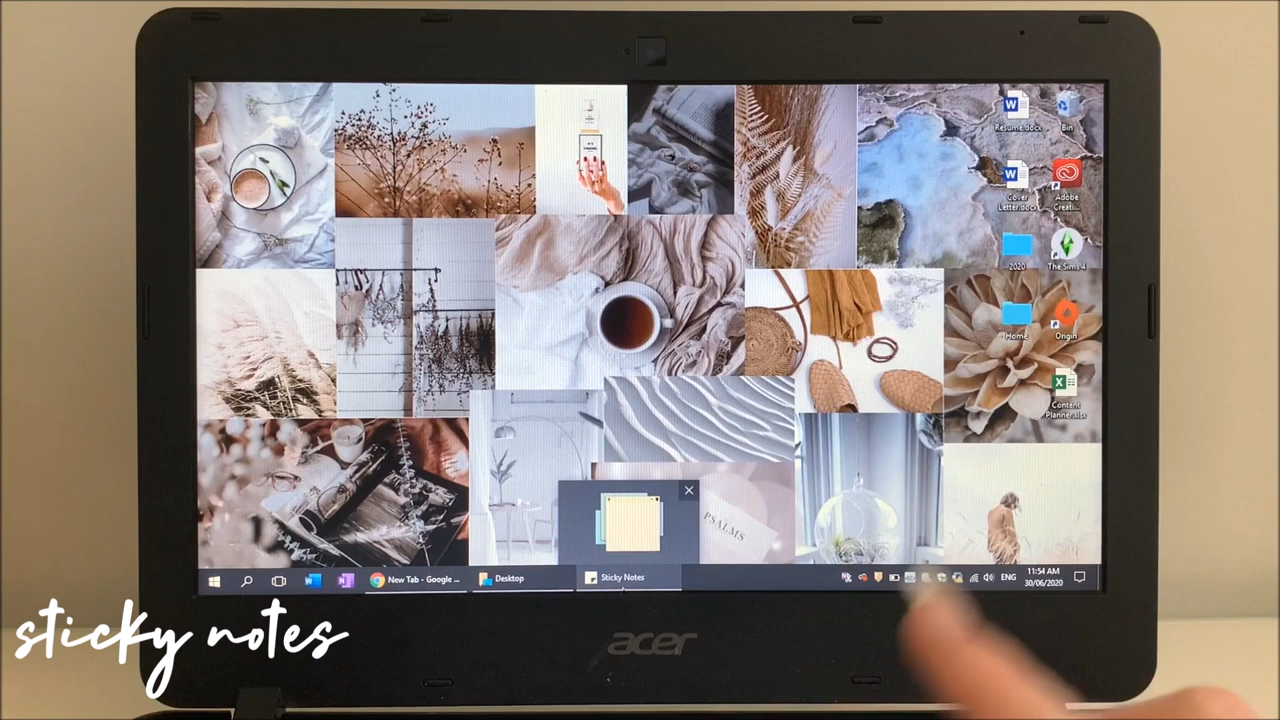 Resume.docx
Bin
Cover
Letter.docx
Adobe
Creati...
2020
The Sims 4
Home
Origin
Content
Planner.xlsx
CHANEL
PSALMS
New Tab - Google ...
Desktop
Sticky Notes
ENG
11:54 AM
30/06/2020
acer
sticky notes